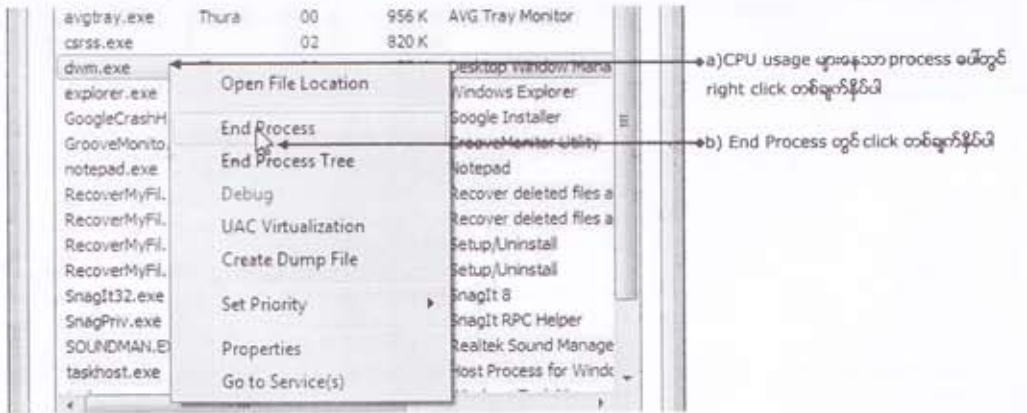 avgtray.exe Thura 00 956 K AVG Tray Monitor
csrss.exe 02 820 K
dwm.exe Desktop Window Mana
explorer.exe Windows Explorer
GoogleCrashH Google Installer
GrooveMonito. GrooveMonitor Utility
notepad.exe Notepad
RecoverMyFil. Recover deleted files a
RecoverMyFil. Recover deleted files a
RecoverMyFil. Setup/Uninstall
RecoverMyFil. Setup/Uninstall
SnagIt32.exe SnagIt 8
SnagPriv.exe SnagIt RPC Helper
SOUNDMAN.EX Realtek Sound Manage
taskhost.exe Host Process for Windo
Open File Location
End Process
End Process Tree
Debug
UAC Virtualization
Create Dump File
Set Priority
Properties
Go to Service(s)
a)CPU usage များနေသော process ပေါ်တွင်
right click တစ်ချက်နှိပ်ပါ
b) End Process တွင် click တစ်ချက်နှိပ်ပါ